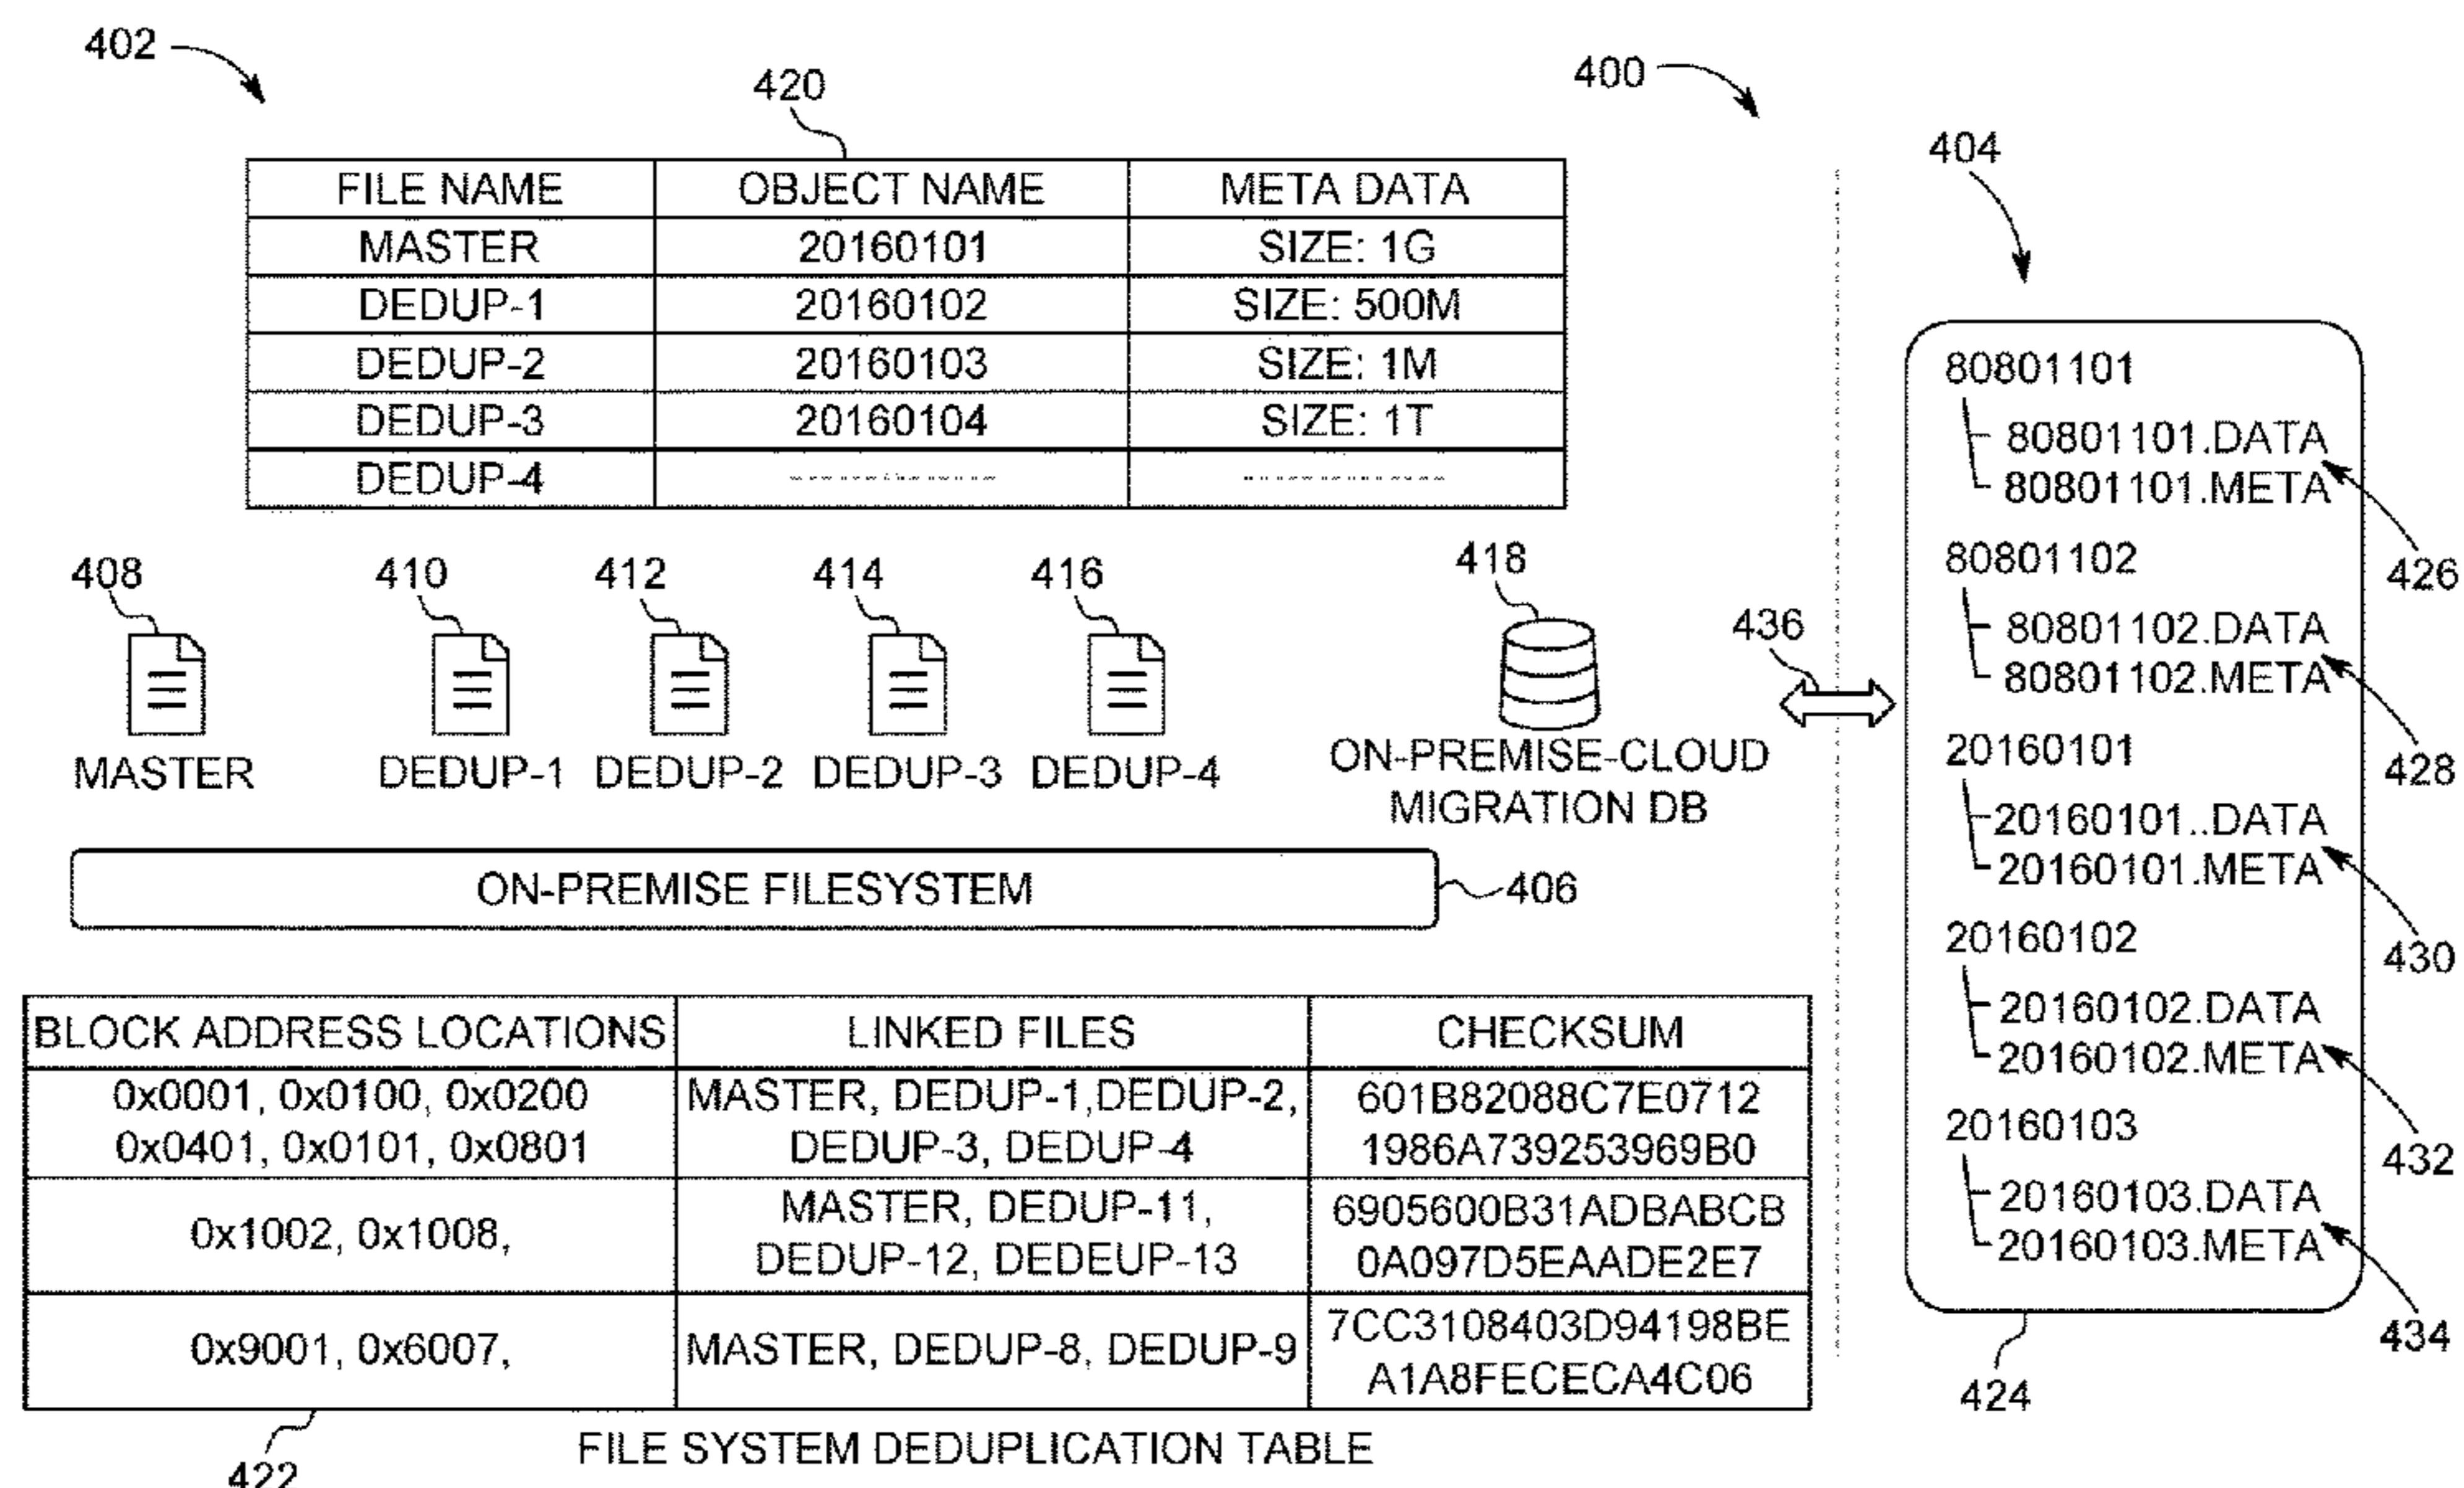 402
420
400
404
FILE NAME OBJECT NAME META DATA
MASTER 20160101 SIZE: 1G
DEDUP-1 20160102 SIZE: 500M
DEDUP-2 20160103 SIZE: 1M
DEDUP-3 20160104 SIZE: 1T
DEDUP-4
408 410 412 414 416 418
MASTER DEDUP-1 DEDUP-2 DEDUP-3 DEDUP-4
ON-PREMISE-CLOUD
MIGRATION DB
436
ON-PREMISE FILESYSTEM
406
BLOCK ADDRESS LOCATIONS LINKED FILES CHECKSUM
0x0001, 0x0100, 0x0200 MASTER, DEDUP-1,DEDUP-2, 601B82088C7E0712
0x0401, 0x0101, 0x0801 DEDUP-3, DEDUP-4 1986A739253969B0
0x1002, 0x1008, MASTER, DEDUP-11, 6905600B31ADBABCB
DEDUP-12, DEDEUP-13 0A097D5EAADE2E7
0x9001, 0x6007, MASTER, DEDUP-8, DEDUP-9 7CC3108403D94198BE
A1A8FECECA4C06
422
FILE SYSTEM DEDUPLICATION TABLE
80801101
80801101.DATA
80801101.META
426
80801102
80801102.DATA
80801102.META
428
20160101
20160101..DATA
20160101.META
430
20160102
20160102.DATA
20160102.META
432
20160103
20160103.DATA
20160103.META
434
424